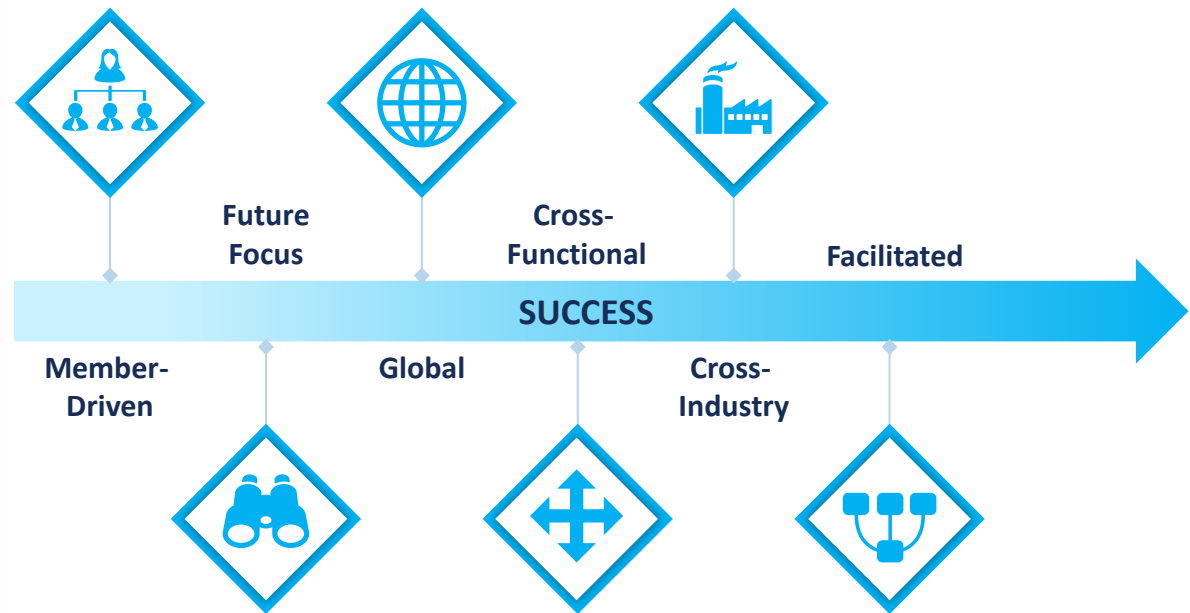 Future
Focus
Cross-
Functional
Facilitated
SUCCESS
Member-
Driven
Global
Cross-
Industry